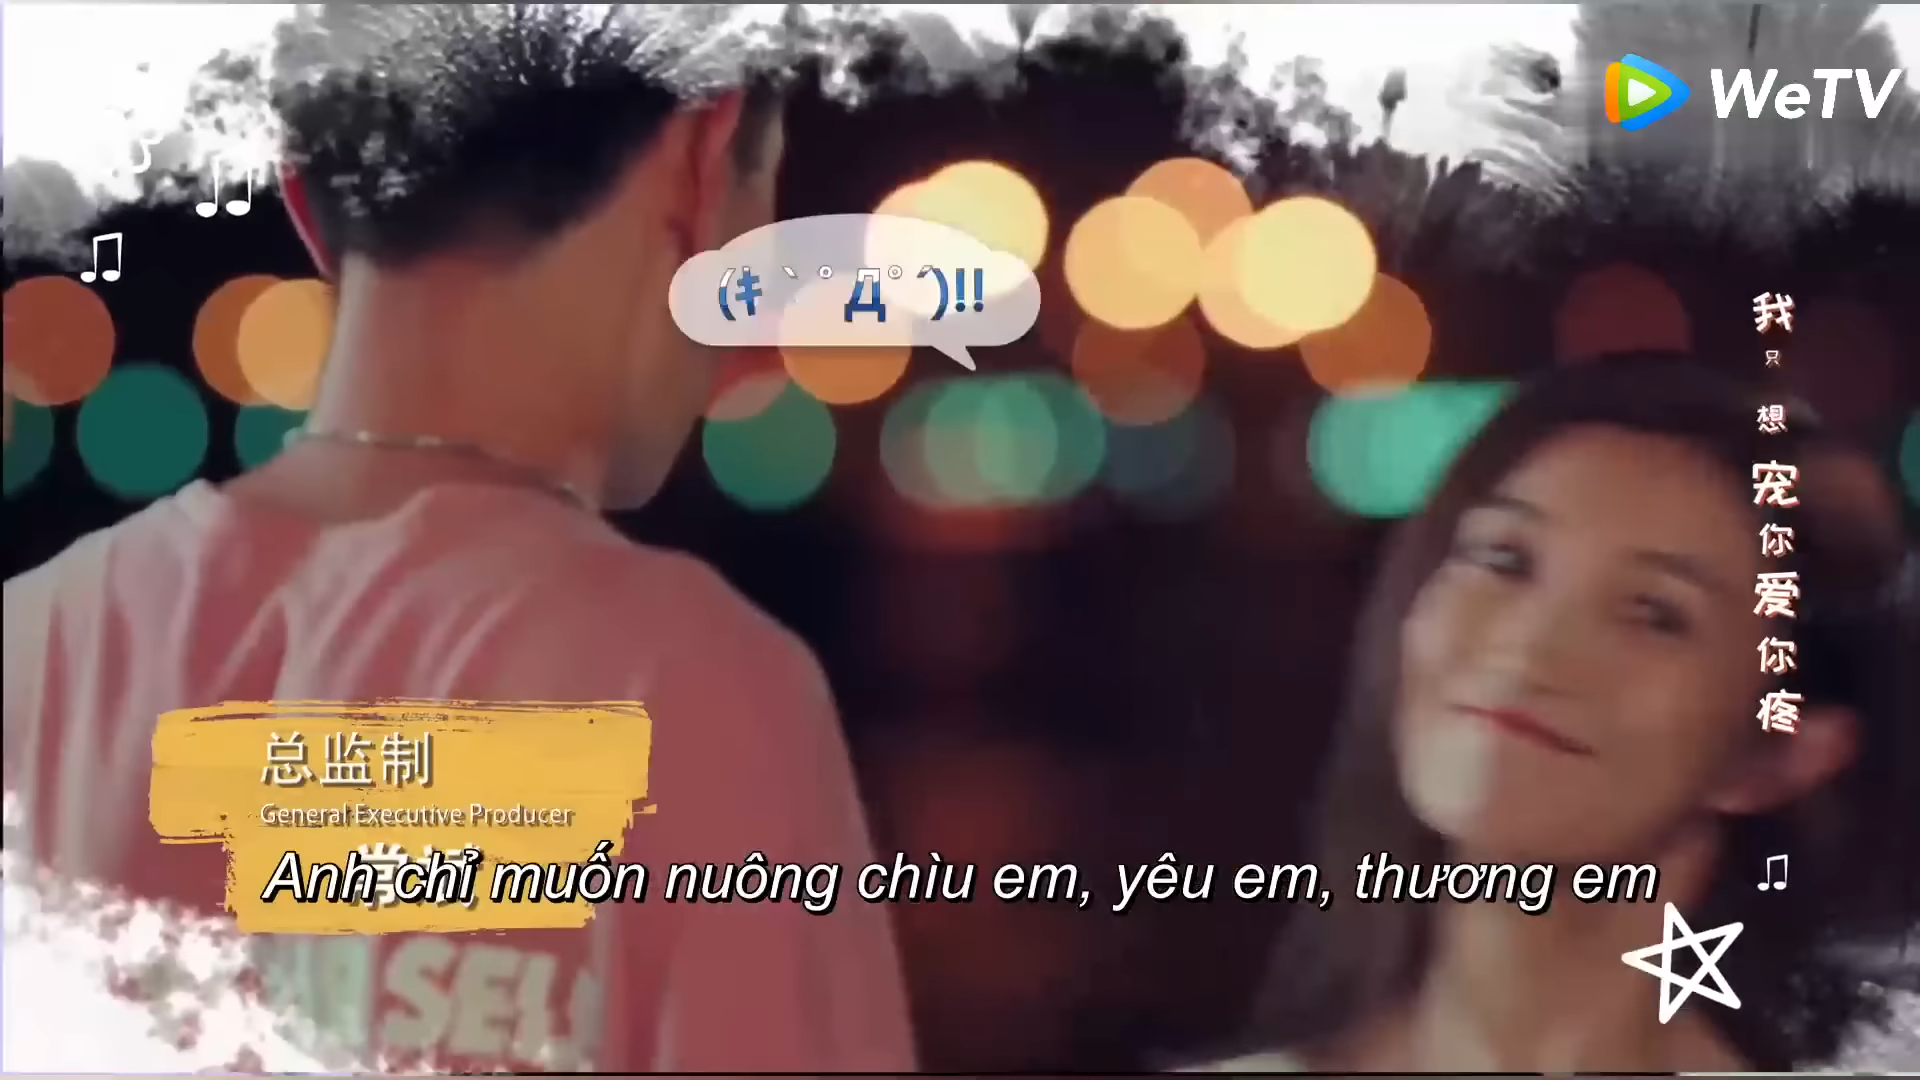 WeTV
(ｷ｀゜Д゜´)!!
我只想宠你爱你疼
总监制
General Executive Producer
Anh chỉ muốn nuông chìu em, yêu em, thương em
SEL